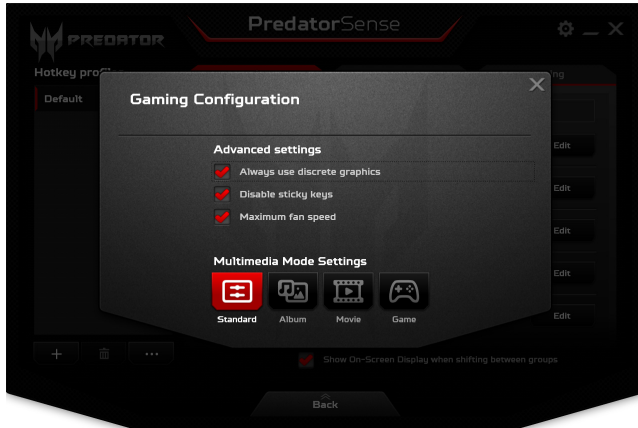 PredatorSense
PREDATOR
Hotkey
Default
Gaming Configuration
Advanced settings
Always use discrete graphics
Disable sticky keys
Maximum fan speed
Multimedia Mode Settings
Standard
Album
Movie
Game
Edit
Edit
Edit
Edit
Edit
Show On-Screen Display when shifting between groups
Back